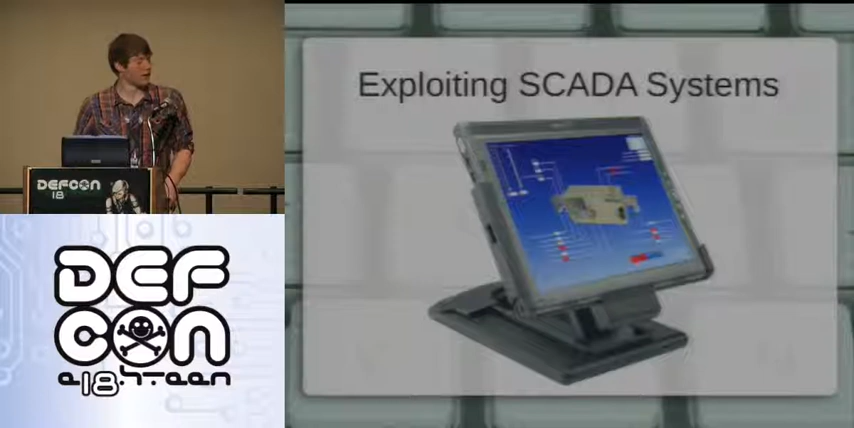 Exploiting SCADA Systems
DEFCON
18
DEF
CON
e18hteen